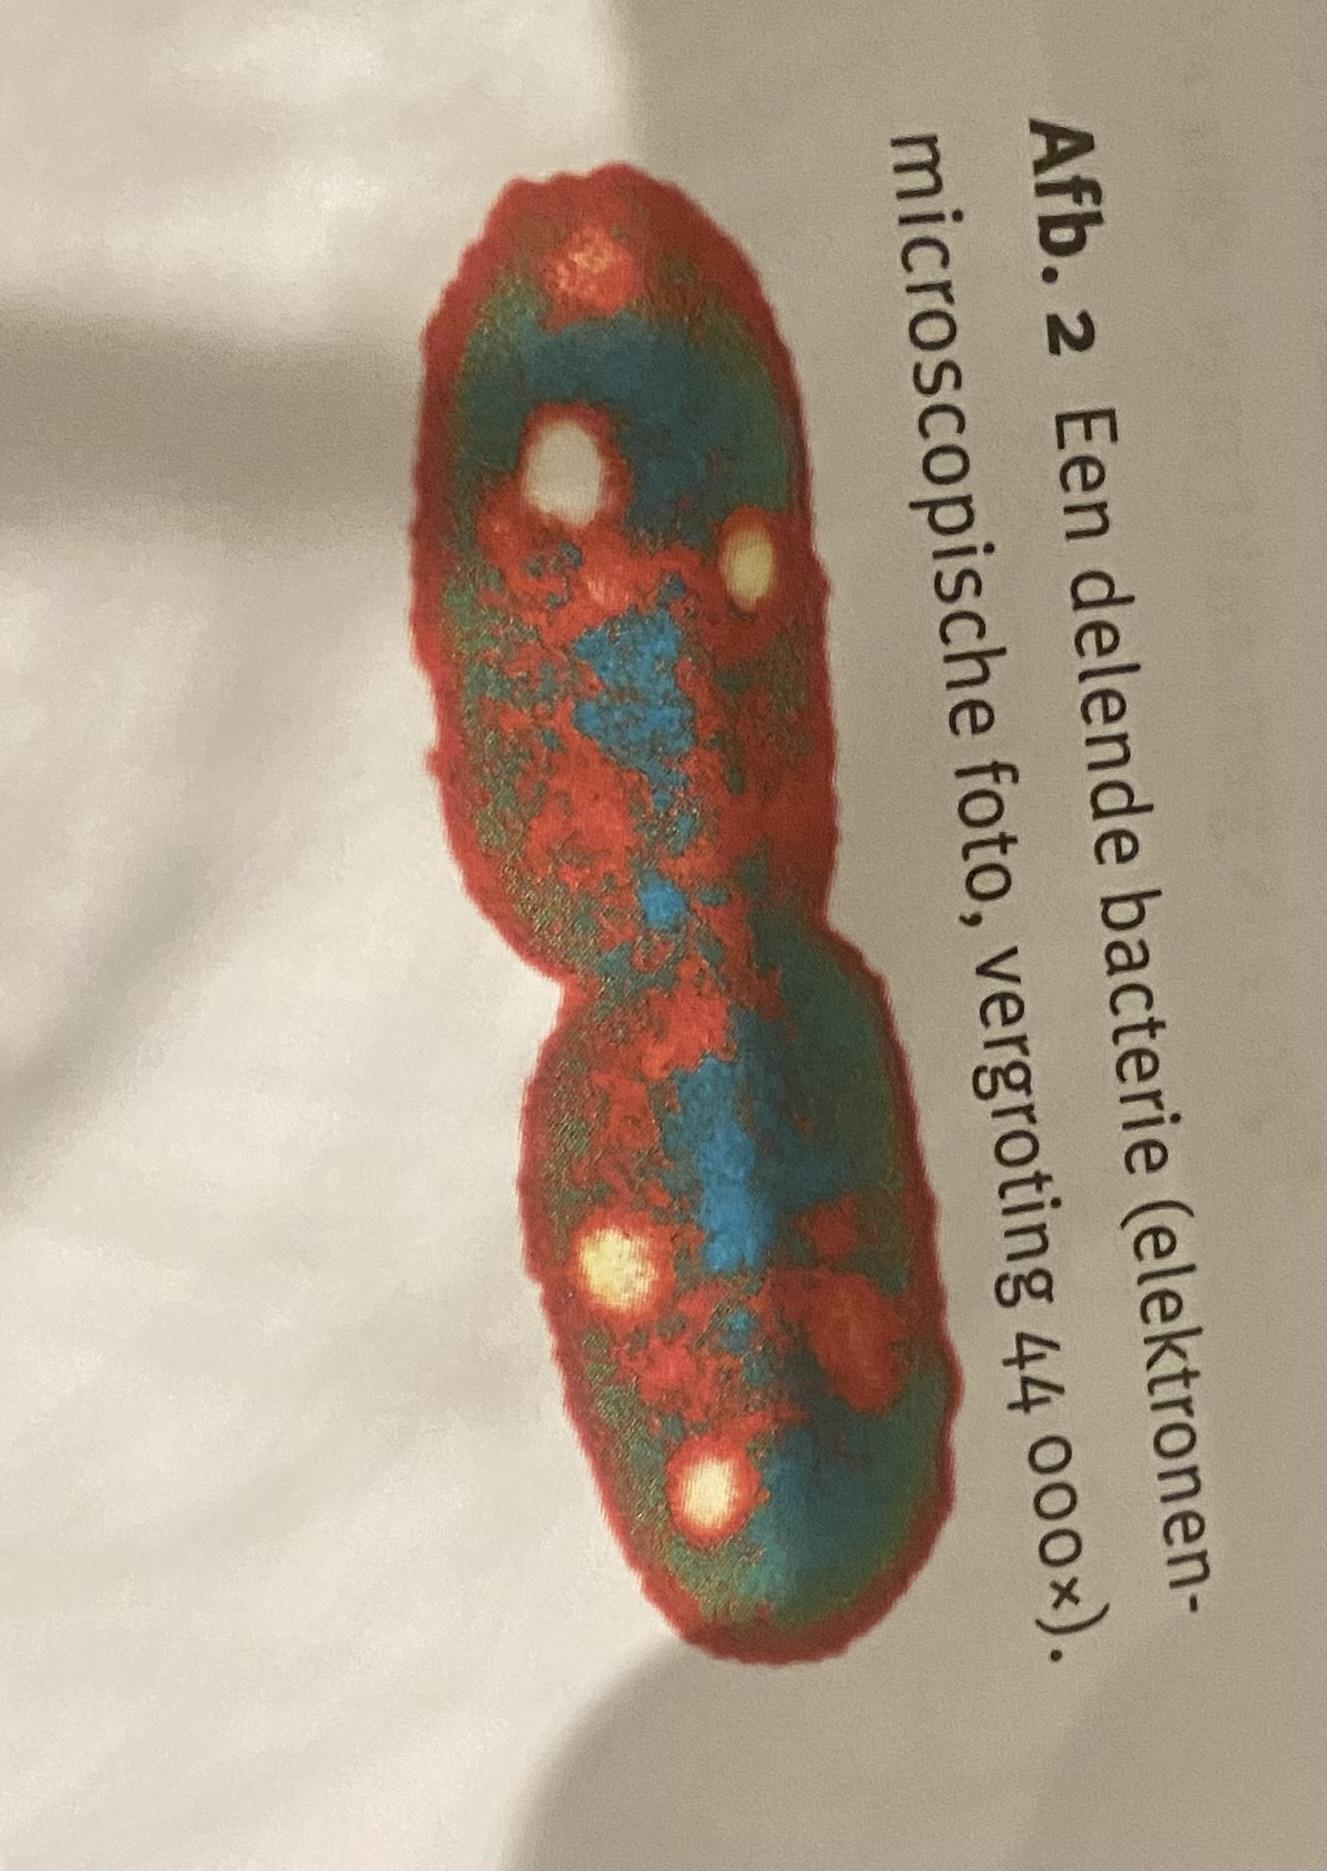 Afb. 2 Een delende bacterie (elektronen-
microscopische foto, vergroting 44 000×).